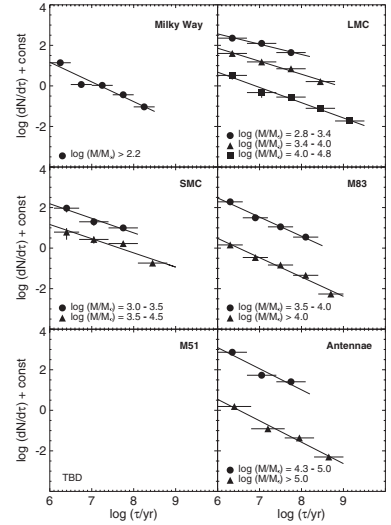 Milky Way
log (dN/dτ) + const
2
0
-2
log (M/M⊙) > 2.2
LMC
log (M/M⊙) = 2.8 - 3.4
log (M/M⊙) = 3.4 - 4.0
log (M/M⊙) = 4.0 - 4.8
SMC
log (dN/dτ) + const
4
2
0
-2
log (M/M⊙) = 3.0 - 3.5
log (M/M⊙) = 3.5 - 4.5
M83
log (M/M⊙) = 3.5 - 4.0
log (M/M⊙) > 4.0
M51
log (dN/dτ) + const
4
2
0
-2
TBD
6 7 8 9
log (τ/yr)
Antennae
log (M/M⊙) = 4.3 - 5.0
log (M/M⊙) > 5.0
6 7 8 9
log (τ/yr)